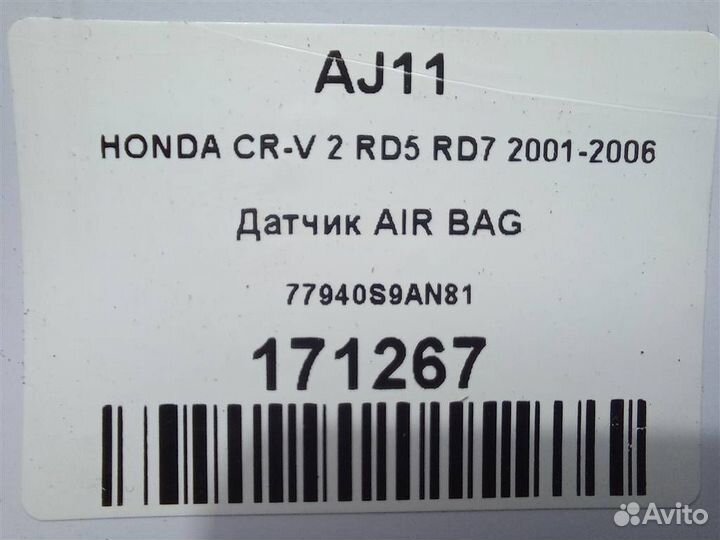 AJ11
HONDA CR-V 2 RD5 RD7 2001-2006
Датчик AIR BAG
77940S9AN81
171267
Avito